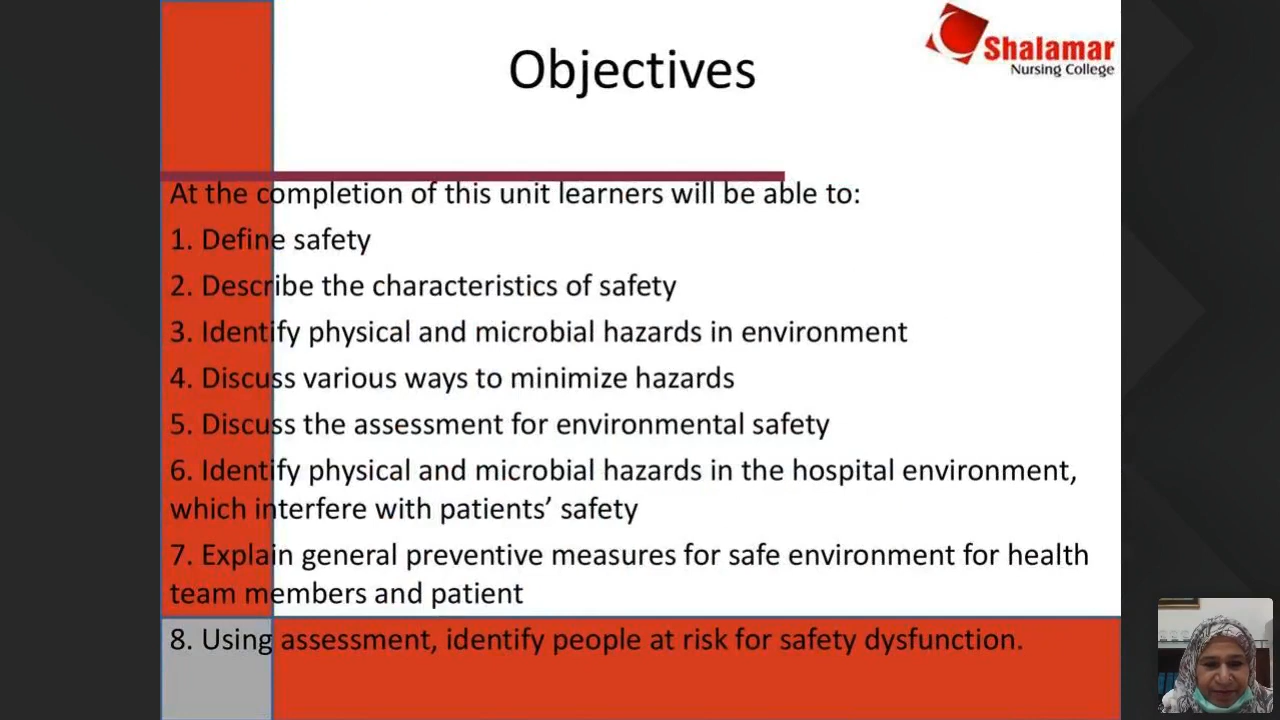 Objectives
Shalamar
Nursing College
At the completion of this unit learners will be able to:
1. Define safety
2. Describe the characteristics of safety
3. Identify physical and microbial hazards in environment
4. Discuss various ways to minimize hazards
5. Discuss the assessment for environmental safety
6. Identify physical and microbial hazards in the hospital environment,
which interfere with patients’ safety
7. Explain general preventive measures for safe environment for health
team members and patient
8. Using assessment, identify people at risk for safety dysfunction.